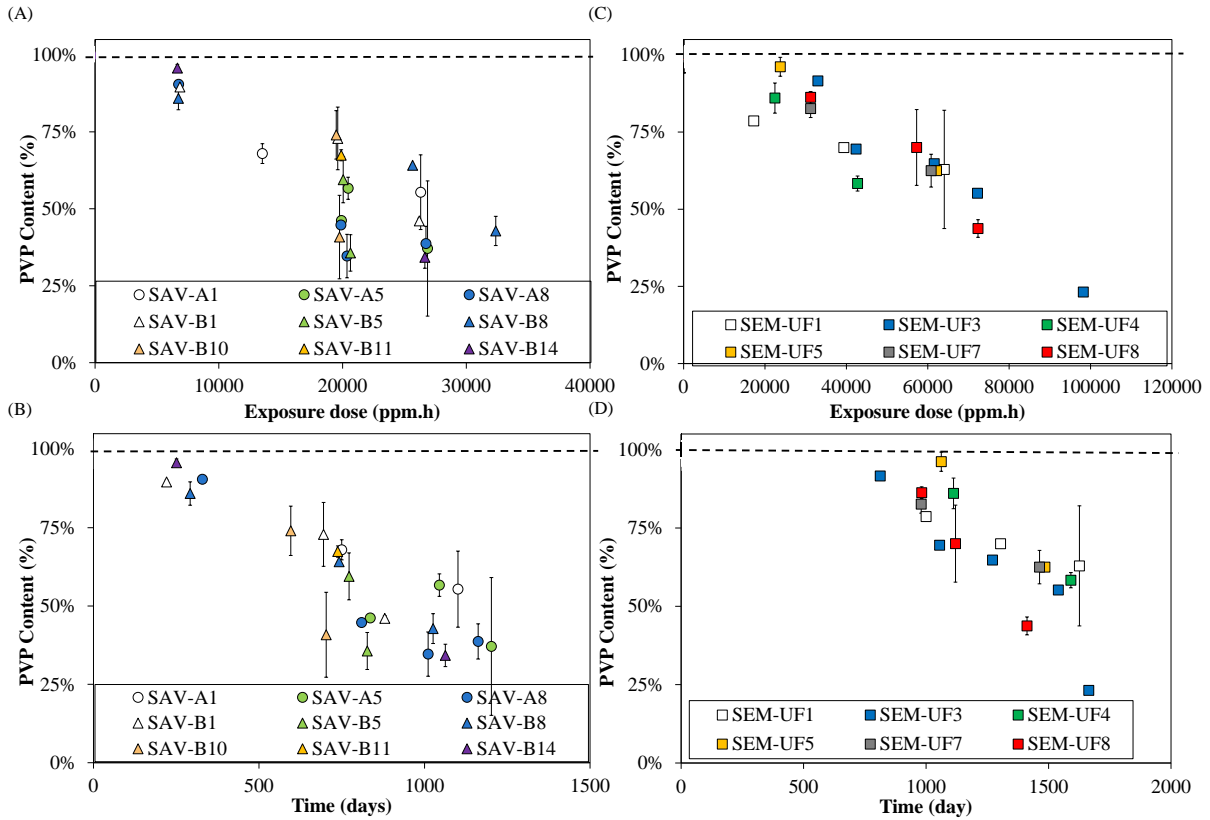 (A)
100%
75%
50%
25%
0%
PVP Content (%)
SAV-A1 SAV-A5 SAV-A8
SAV-B1 SAV-B5 SAV-B8
SAV-B10 SAV-B11 SAV-B14
0 10000 20000 30000 40000
Exposure dose (ppm.h)
(C)
100%
75%
50%
25%
0%
PVP Content (%)
SEM-UF1 SEM-UF3 SEM-UF4
SEM-UF5 SEM-UF7 SEM-UF8
0 20000 40000 60000 80000 100000 120000
Exposure dose (ppm.h)
(B)
100%
75%
50%
25%
0%
PVP Content (%)
SAV-A1 SAV-A5 SAV-A8
SAV-B1 SAV-B5 SAV-B8
SAV-B10 SAV-B11 SAV-B14
0 500 1000 1500
Time (days)
(D)
100%
75%
50%
25%
0%
PVP Content (%)
SEM-UF1 SEM-UF3 SEM-UF4
SEM-UF5 SEM-UF7 SEM-UF8
0 500 1000 1500 2000
Time (day)